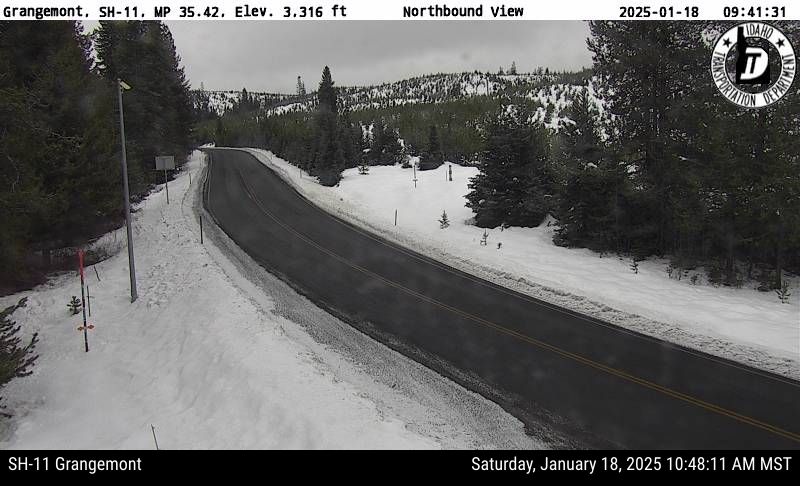 Grangemont, SH-11, MP 35.42, Elev. 3,316 ft Northbound View 2025-01-18 09:41:31
IDAHO
TRANSPORTATION DEPARTMENT
SH-11 Grangemont Saturday, January 18, 2025 10:48:11 AM MST